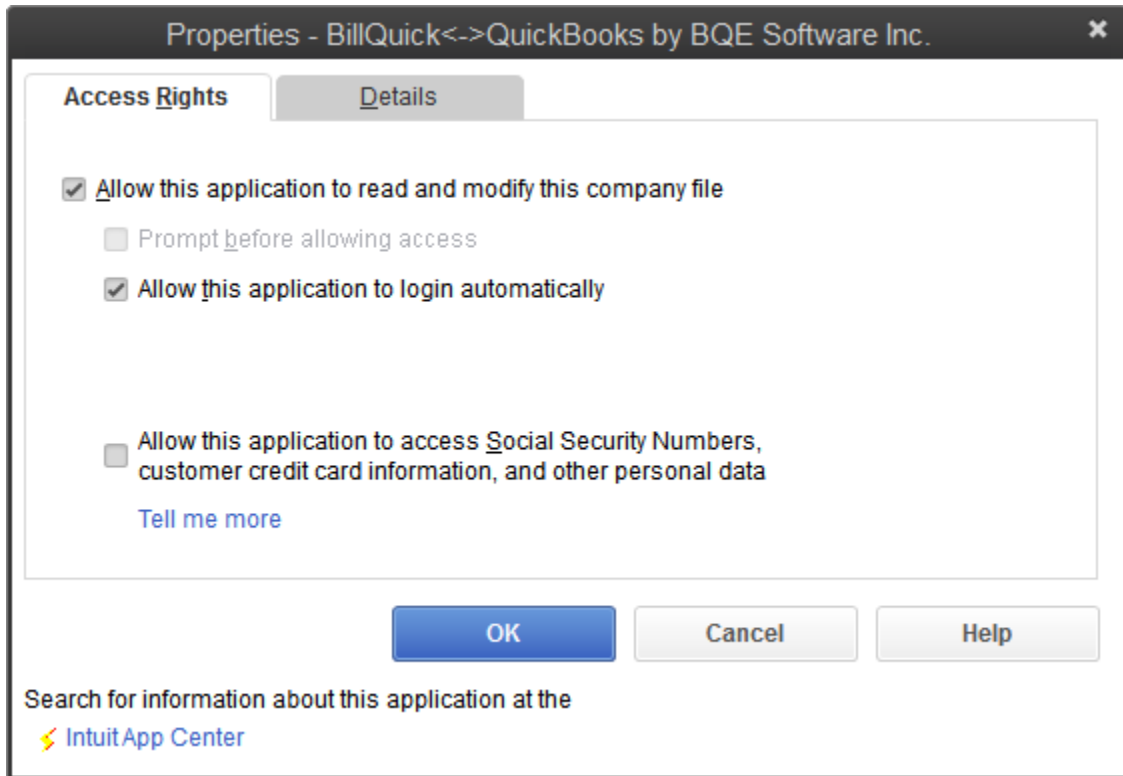 Properties - BillQuick<->QuickBooks by BQE Software Inc.
Access Rights
Details
Allow this application to read and modify this company file
Prompt before allowing access
Allow this application to login automatically
Allow this application to access Social Security Numbers,
customer credit card information, and other personal data
Tell me more
OK
Cancel
Help
Search for information about this application at the
Intuit App Center